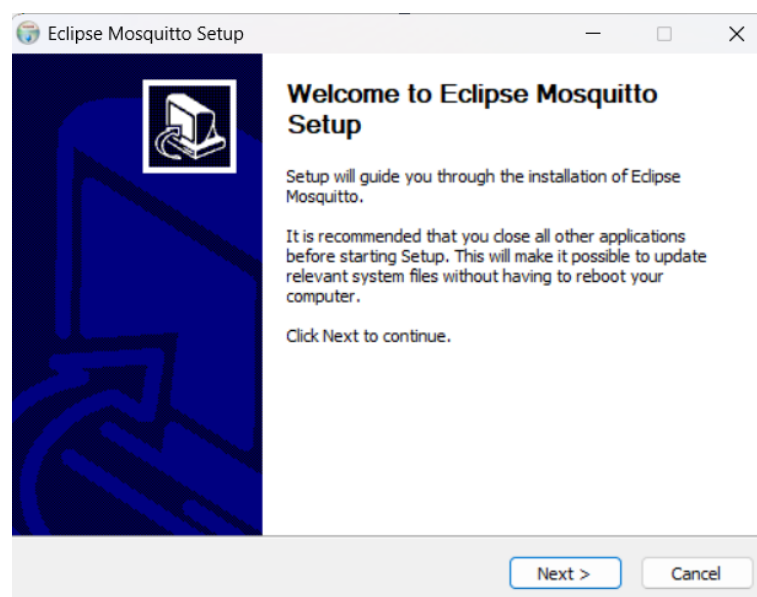 Eclipse Mosquitto Setup
Welcome to Eclipse Mosquitto
Setup
Setup will guide you through the installation of Eclipse
Mosquitto.
It is recommended that you close all other applications
before starting Setup. This will make it possible to update
relevant system files without having to reboot your
computer.
Click Next to continue.
Next >
Cancel